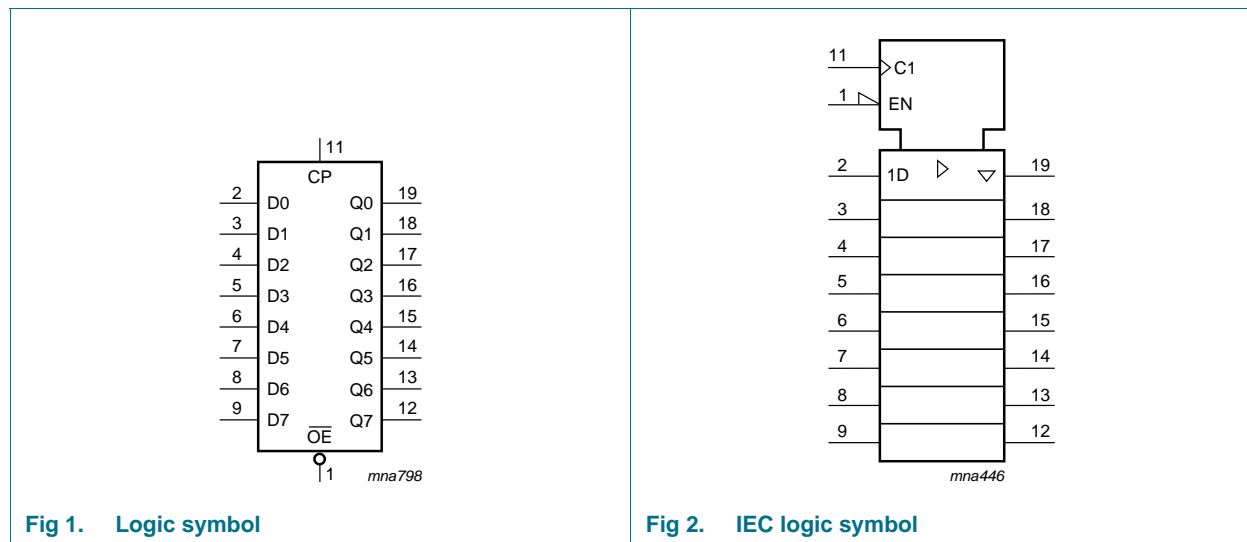 11
CP
2 D0 Q0 19
3 D1 Q1 18
4 D2 Q2 17
5 D3 Q3 16
6 D4 Q4 15
7 D5 Q5 14
8 D6 Q6 13
9 D7 Q7 12
O̅E̅
1
mna798
Fig 1. Logic symbol
11 C1
1 EN
2 1D 19
3 18
4 17
5 16
6 15
7 14
8 13
9 12
mna446
Fig 2. IEC logic symbol